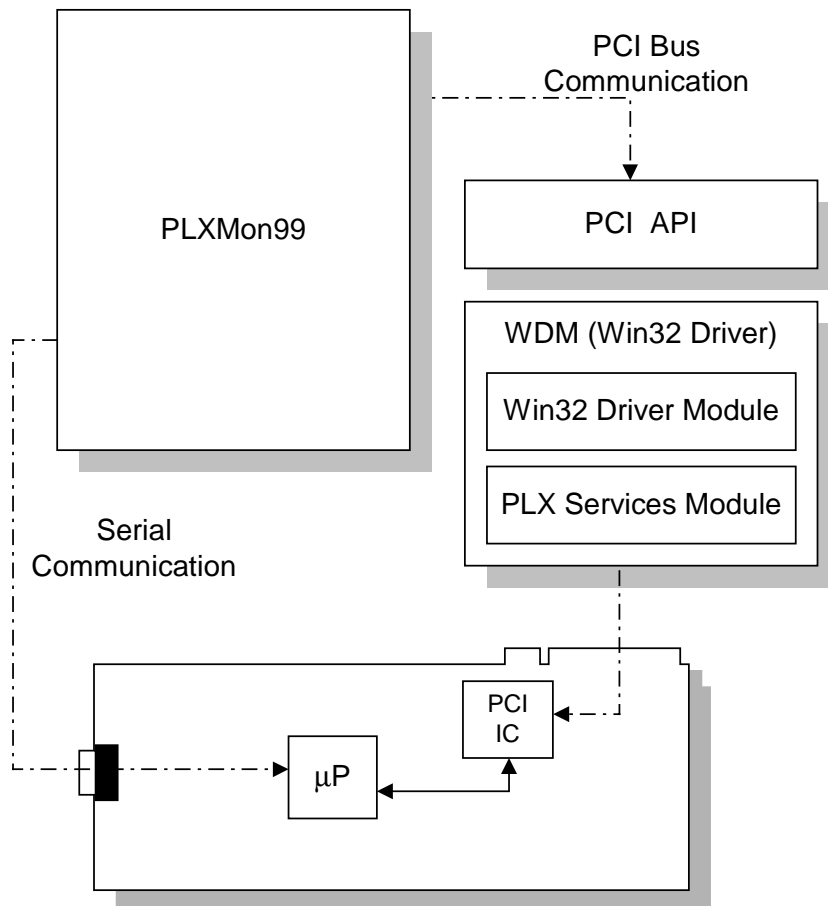 PCI Bus
Communication
PLXMon99
PCI API
WDM (Win32 Driver)
Win32 Driver Module
PLX Services Module
Serial
Communication
PCI
IC
μP